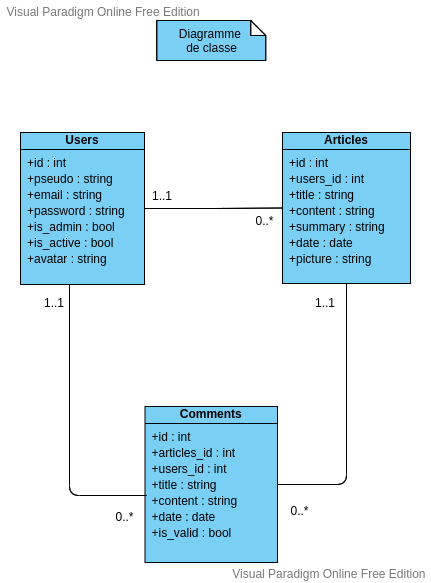 Visual Paradigm Online Free Edition
Diagramme
de classe
Users
+id : int
+pseudo : string
+email : string
+password : string
+is_admin : bool
+is_active : bool
+avatar : string
1..1
0..*
Articles
+id : int
+users_id : int
+title : string
+content : string
+summary : string
+date : date
+picture : string
1..1
1..1
Comments
+id : int
+articles_id : int
+users_id : int
+title : string
+content : string
+date : date
+is_valid : bool
0..*
0..*
Visual Paradigm Online Free Edition